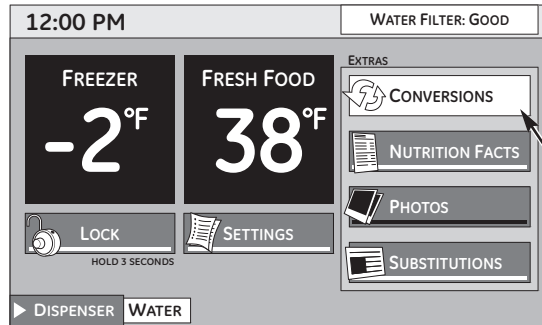 12:00 PM
WATER FILTER: GOOD
FREEZER
-2°F
FRESH FOOD
38°F
LOCK
HOLD 3 SECONDS
SETTINGS
EXTRAS
CONVERSIONS
NUTRITION FACTS
PHOTOS
SUBSTITUTIONS
DISPENSER WATER